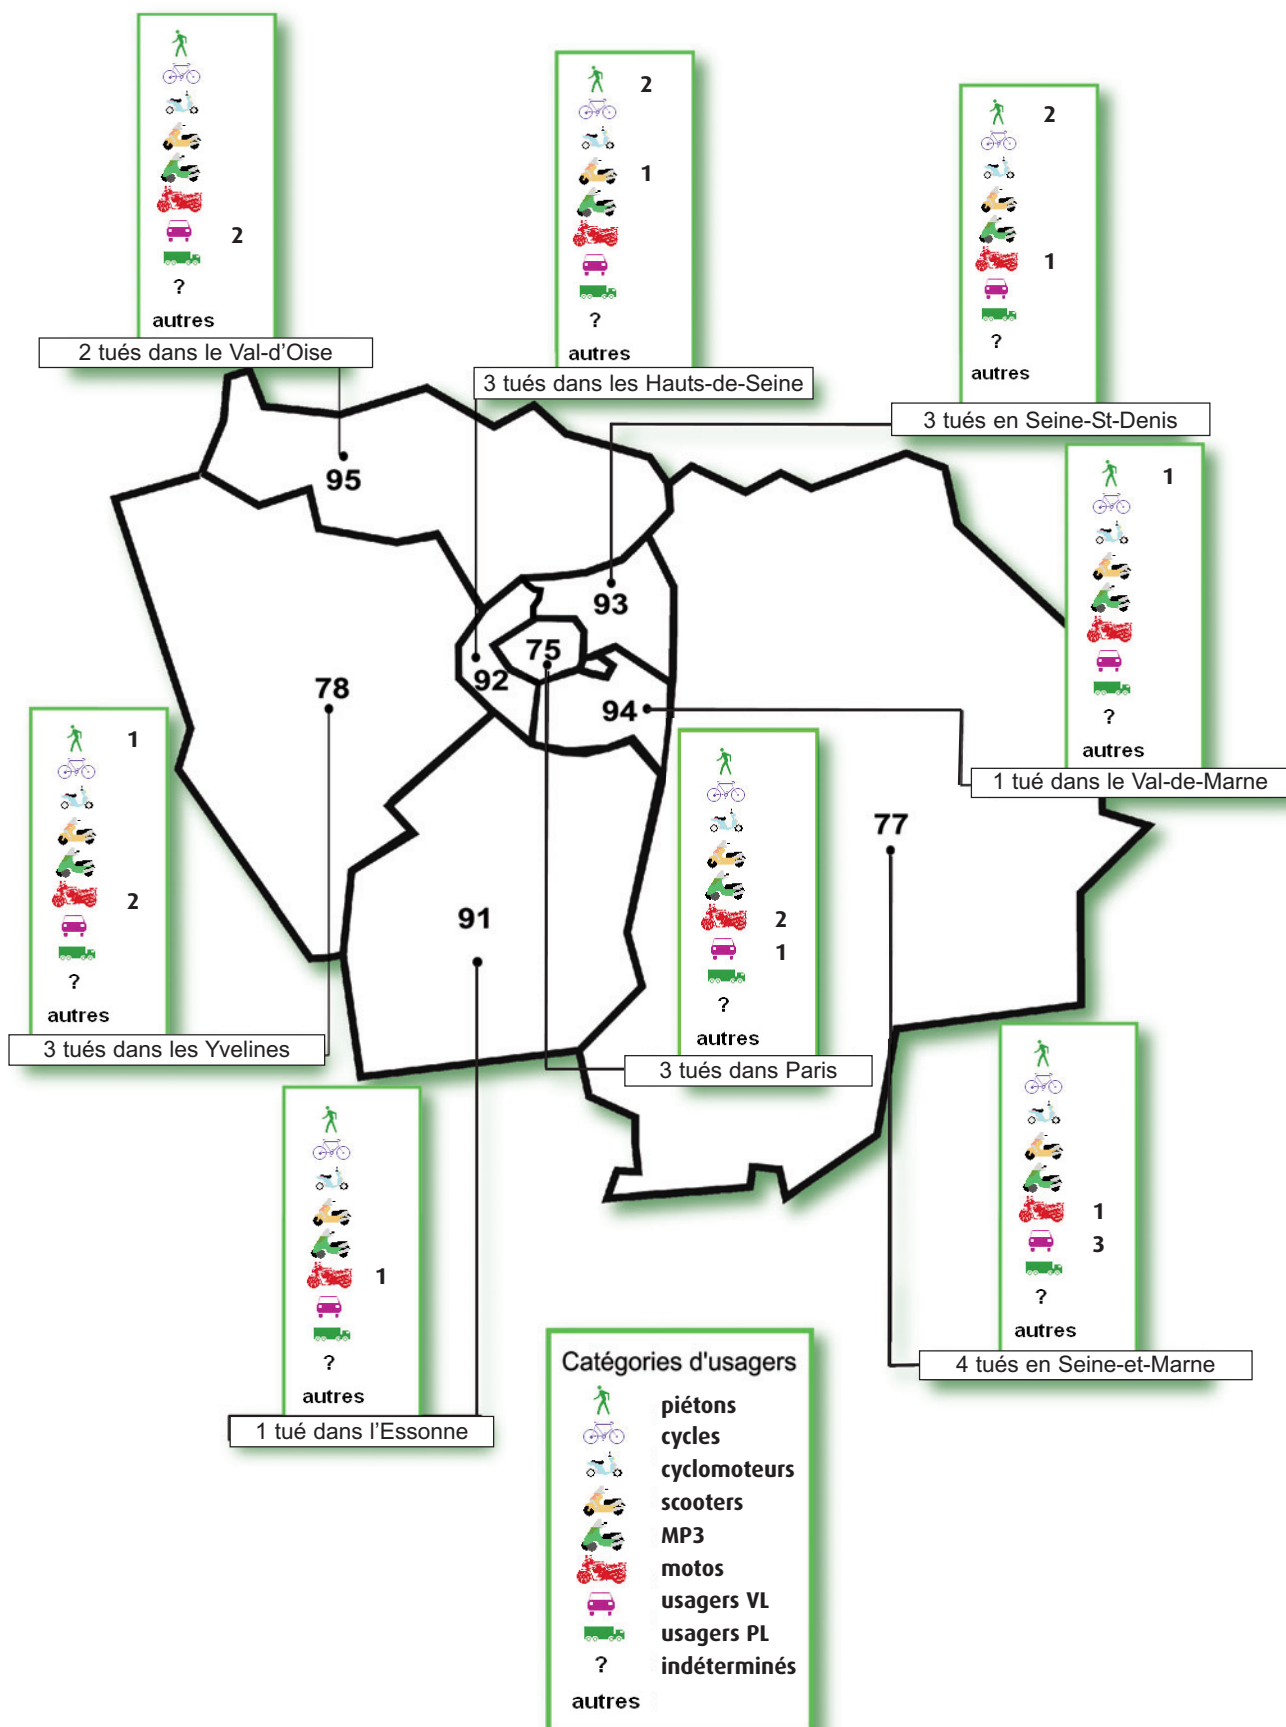 2
?
autres
2 tués dans le Val-d'Oise
2
1
?
autres
3 tués dans les Hauts-de-Seine
2
1
?
autres
3 tués en Seine-St-Denis
1
?
autres
1 tué dans le Val-de-Marne
95
93
75
92
78
94
77
91
1
2
?
autres
3 tués dans les Yvelines
2
1
?
autres
3 tués dans Paris
1
?
autres
1 tué dans l'Essonne
1
3
?
autres
4 tués en Seine-et-Marne
Catégories d'usagers
piétons
cycles
cyclomoteurs
scooters
MP3
motos
usagers VL
usagers PL
? indéterminés
autres